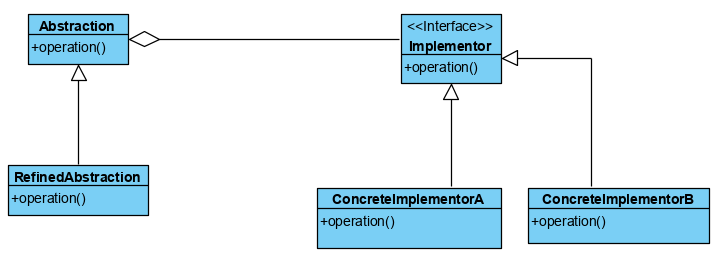 Abstraction
+operation()
<<Interface>>
Implementor
+operation()
RefinedAbstraction
+operation()
ConcreteImplementorA
+operation()
ConcreteImplementorB
+operation()